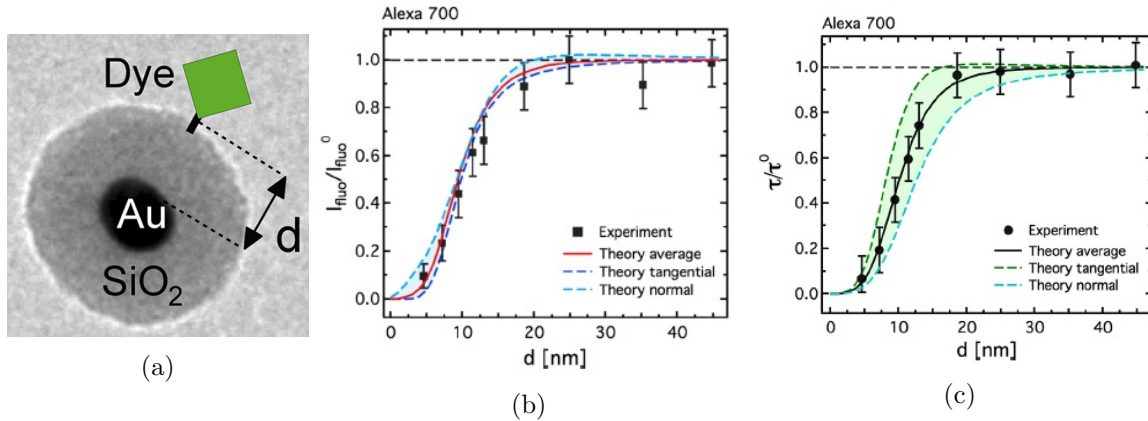 Dye
Au
SiO₂
d
(a)
Alexa 700
I_fluo/I_fluo⁰
1.0
0.8
0.6
0.4
0.2
0.0
0
10
20
30
40
Experiment
Theory average
Theory tangential
Theory normal
d [nm]
(b)
Alexa 700
τ/τ⁰
1.0
0.8
0.6
0.4
0.2
0.0
0
10
20
30
40
Experiment
Theory average
Theory tangential
Theory normal
d [nm]
(c)